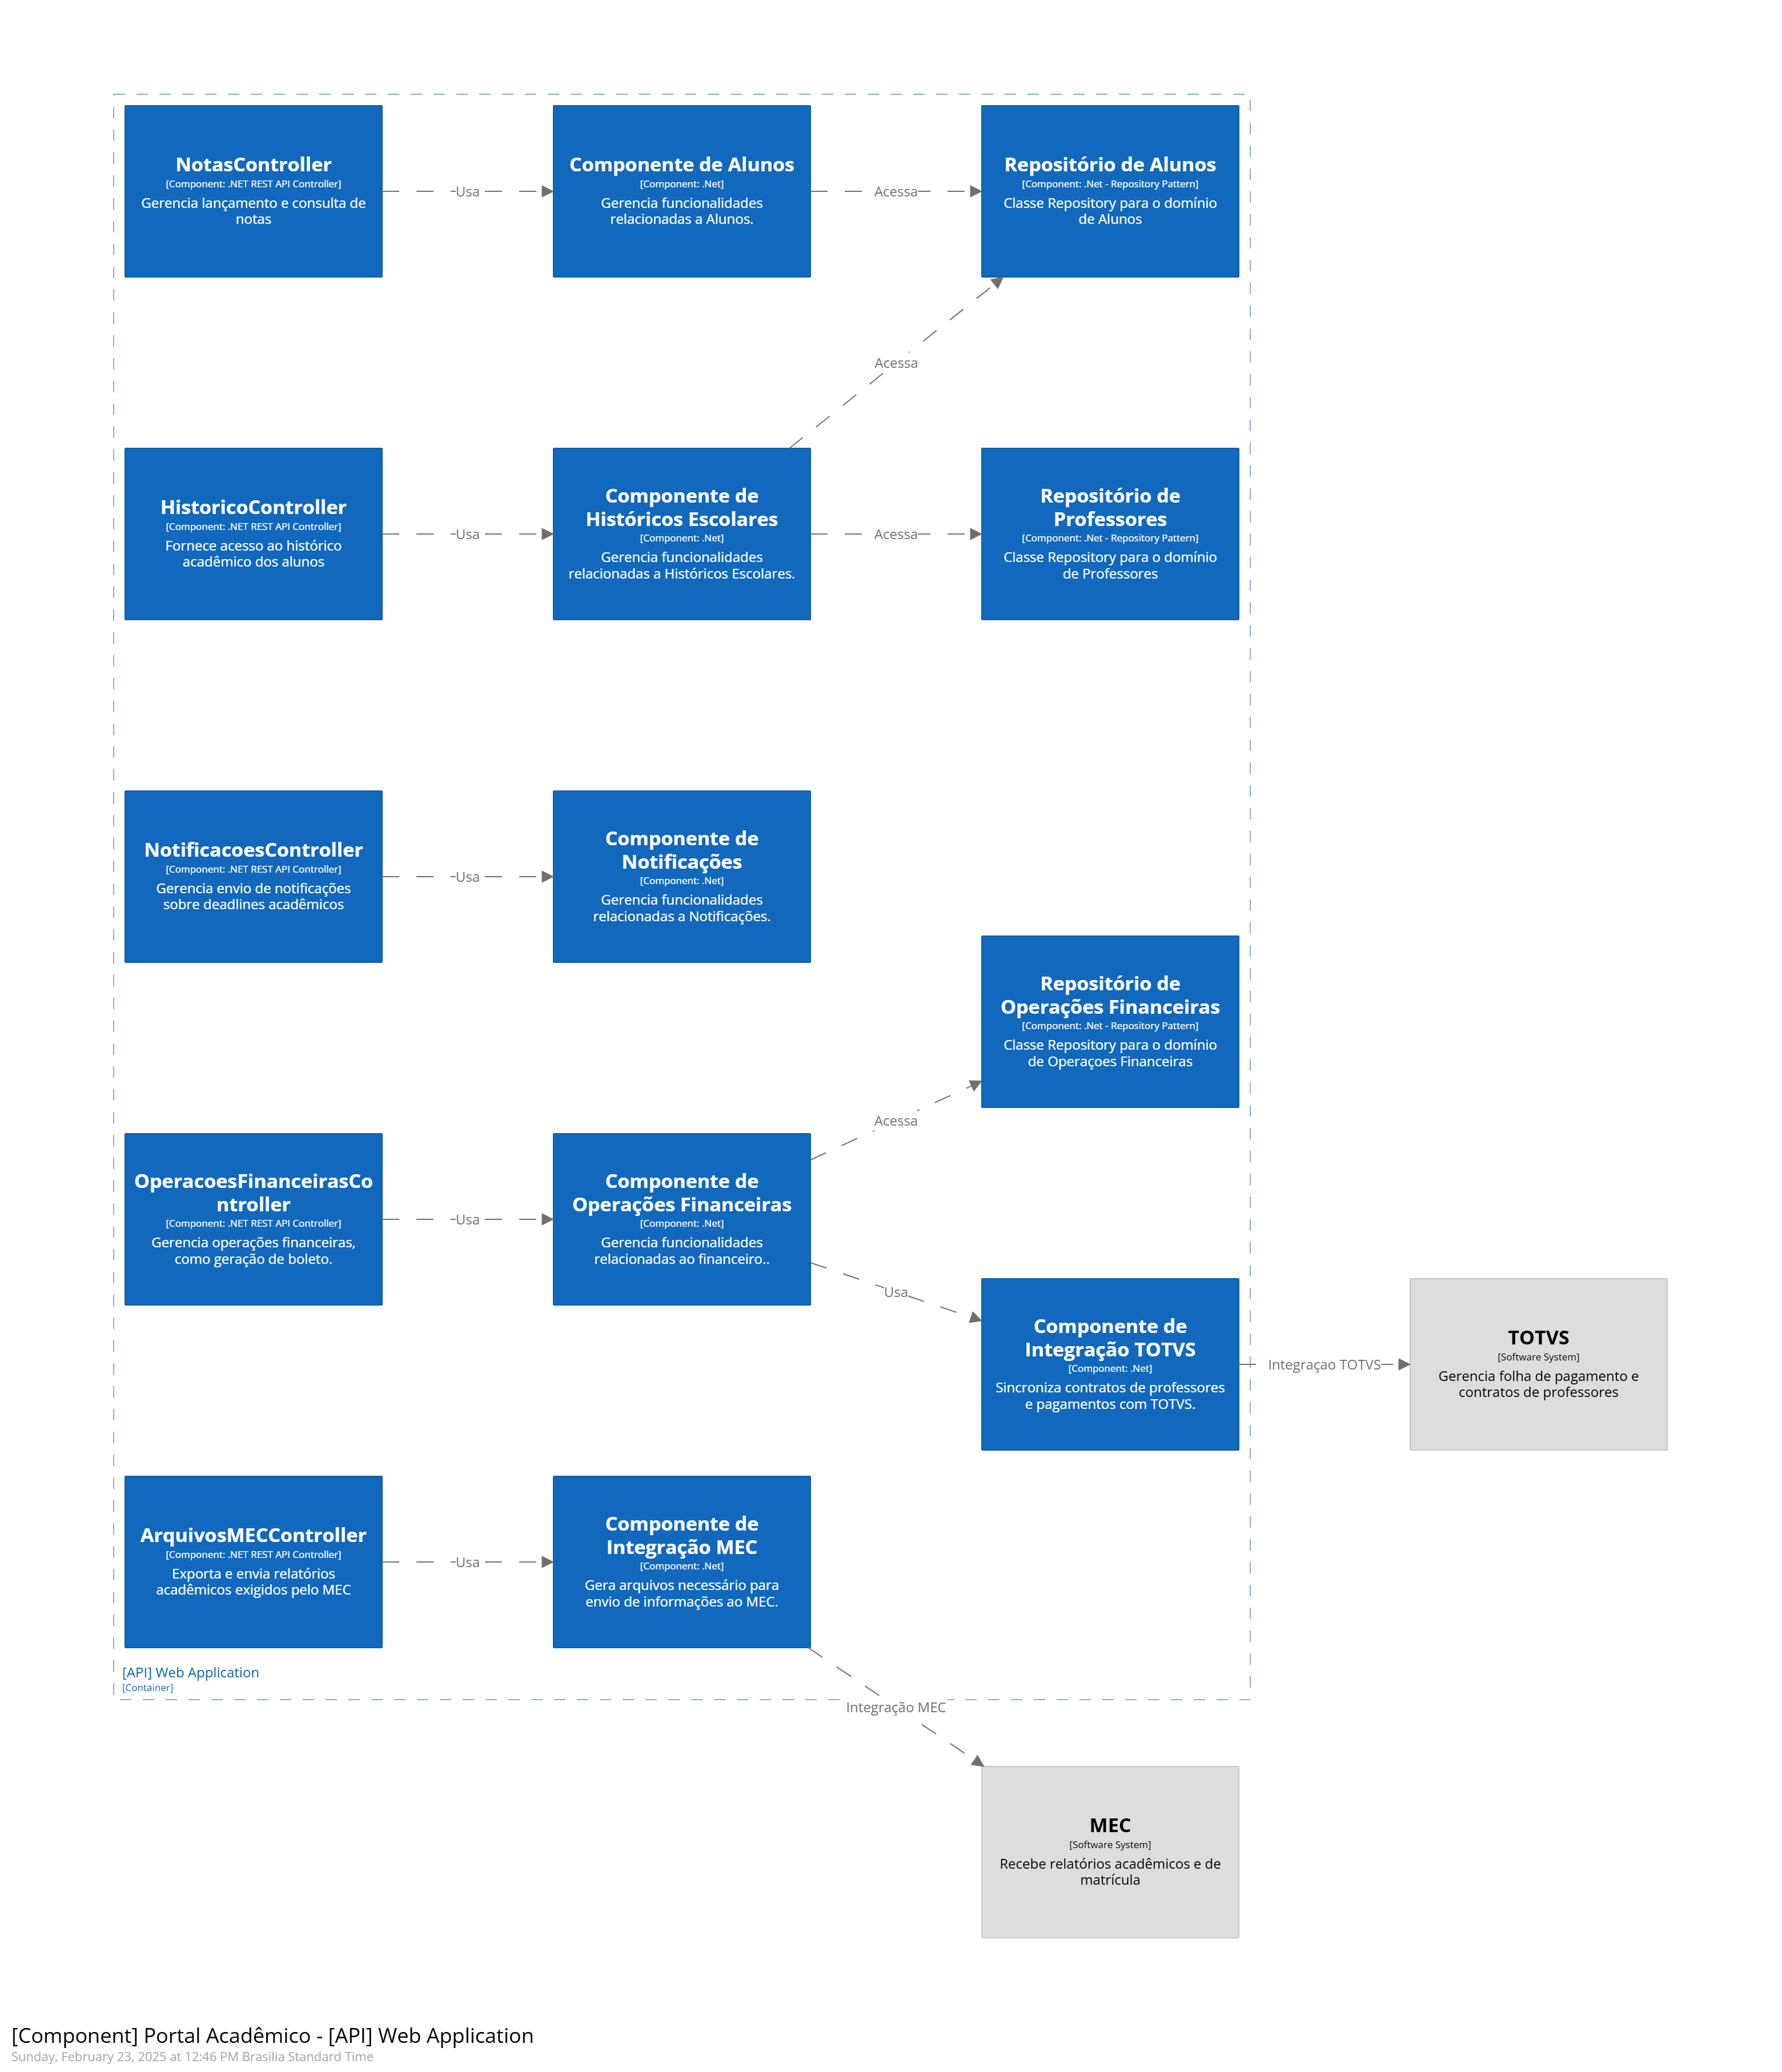 NotasController
[Component: .NET REST API Controller]
Gerencia lançamento e consulta de
notas
Usa
Componente de Alunos
[Component: .Net]
Gerencia funcionalidades
relacionadas a Alunos.
Acessa
Repositório de Alunos
[Component: .Net - Repository Pattern]
Classe Repository para o domínio
de Alunos
Acessa
HistoricoController
[Component: .NET REST API Controller]
Fornece acesso ao histórico
acadêmico dos alunos
Usa
Componente de
Históricos Escolares
[Component: .Net]
Gerencia funcionalidades
relacionadas a Históricos Escolares.
Acessa
Repositório de
Professores
[Component: .Net - Repository Pattern]
Classe Repository para o domínio
de Professores
NotificacoesController
[Component: .NET REST API Controller]
Gerencia envio de notificações
sobre deadlines acadêmicos
Usa
Componente de
Notificações
[Component: .Net]
Gerencia funcionalidades
relacionadas a Notificações.
Repositório de
Operações Financeiras
[Component: .Net - Repository Pattern]
Classe Repository para o domínio
de Operaçoes Financeiras
Acessa
OperacoesFinanceirasCo
ntroller
[Component: .NET REST API Controller]
Gerencia operações financeiras,
como geração de boleto.
Usa
Componente de
Operações Financeiras
[Component: .Net]
Gerencia funcionalidades
relacionadas ao financeiro..
Usa
Componente de
Integração TOTVS
[Component: .Net]
Sincroniza contratos de professores
e pagamentos com TOTVS.
Integraçao TOTVS
TOTVS
[Software System]
Gerencia folha de pagamento e
contratos de professores
ArquivosMECController
[Component: .NET REST API Controller]
Exporta e envia relatórios
acadêmicos exigidos pelo MEC
Usa
Componente de
Integração MEC
[Component: .Net]
Gera arquivos necessário para
envio de informações ao MEC.
[API] Web Application
[Container]
Integração MEC
MEC
[Software System]
Recebe relatórios acadêmicos e de
matrícula
[Component] Portal Acadêmico - [API] Web Application
Sunday, February 23, 2025 at 12:46 PM Brasilia Standard Time